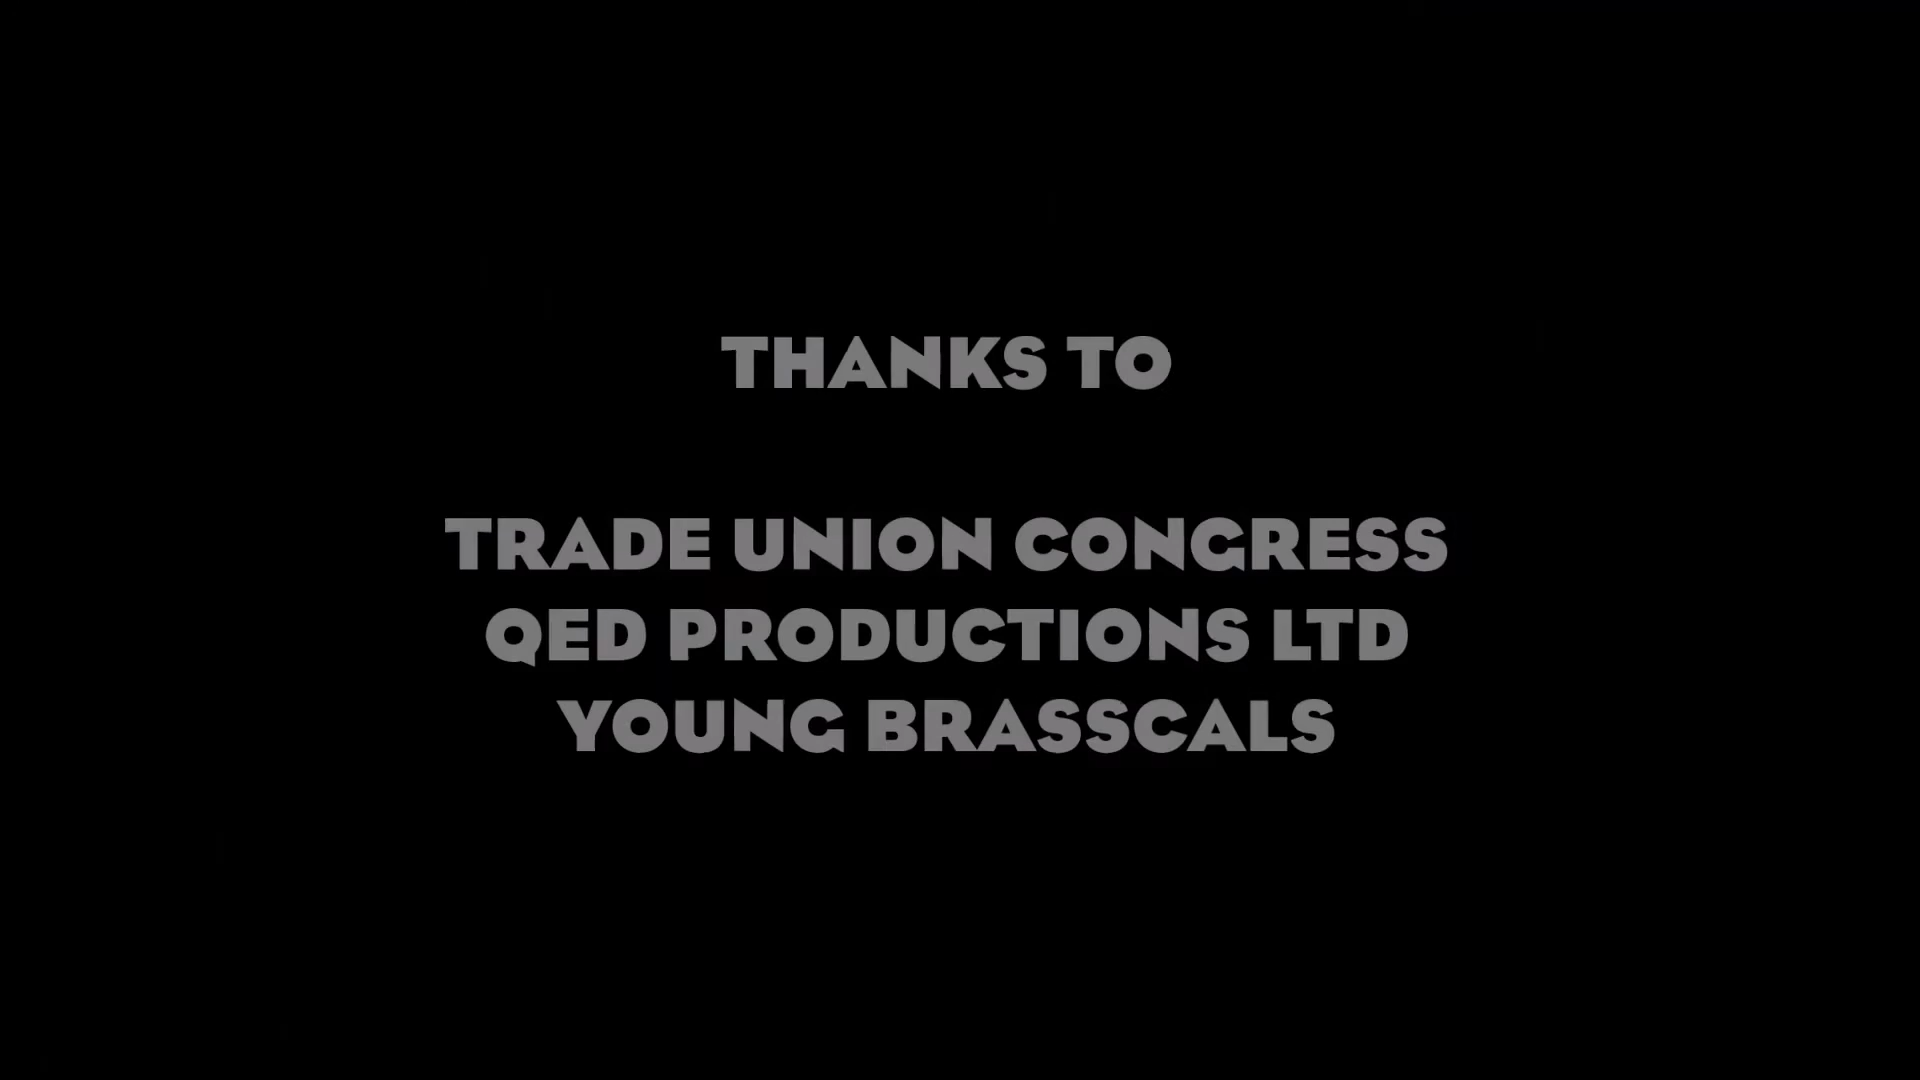 THANKS TO
TRADE UNION CONGRESS
QED PRODUCTIONS LTD
YOUNG BRASSCALS